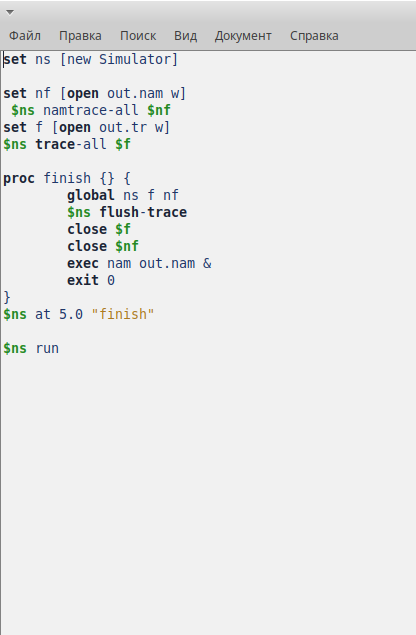 Файл Правка Поиск Вид Документ Справка
set ns [new Simulator]
set nf [open out.nam w]
$ns namtrace-all $nf
set f [open out.tr w]
$ns trace-all $f
proc finish {} {
global ns f nf
$ns flush-trace
close $f
close $nf
exec nam out.nam &
exit 0
}
$ns at 5.0 "finish"
$ns run